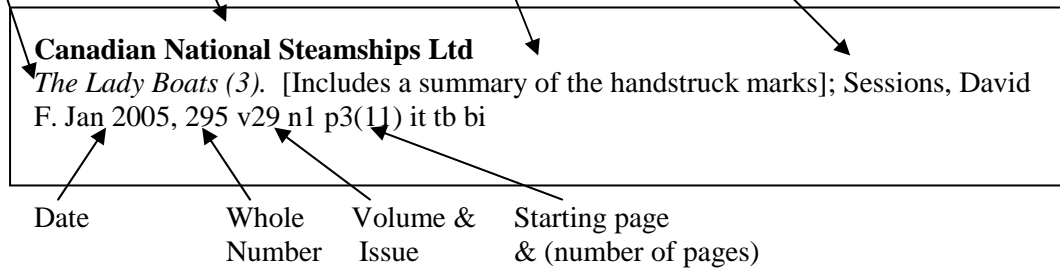 Canadian National Steamships Ltd
The Lady Boats (3). [Includes a summary of the handstruck marks]; Sessions, David
F. Jan 2005, 295 v29 n1 p3(11) it tb bi
Date Whole Volume & Starting page
Number Issue & (number of pages)